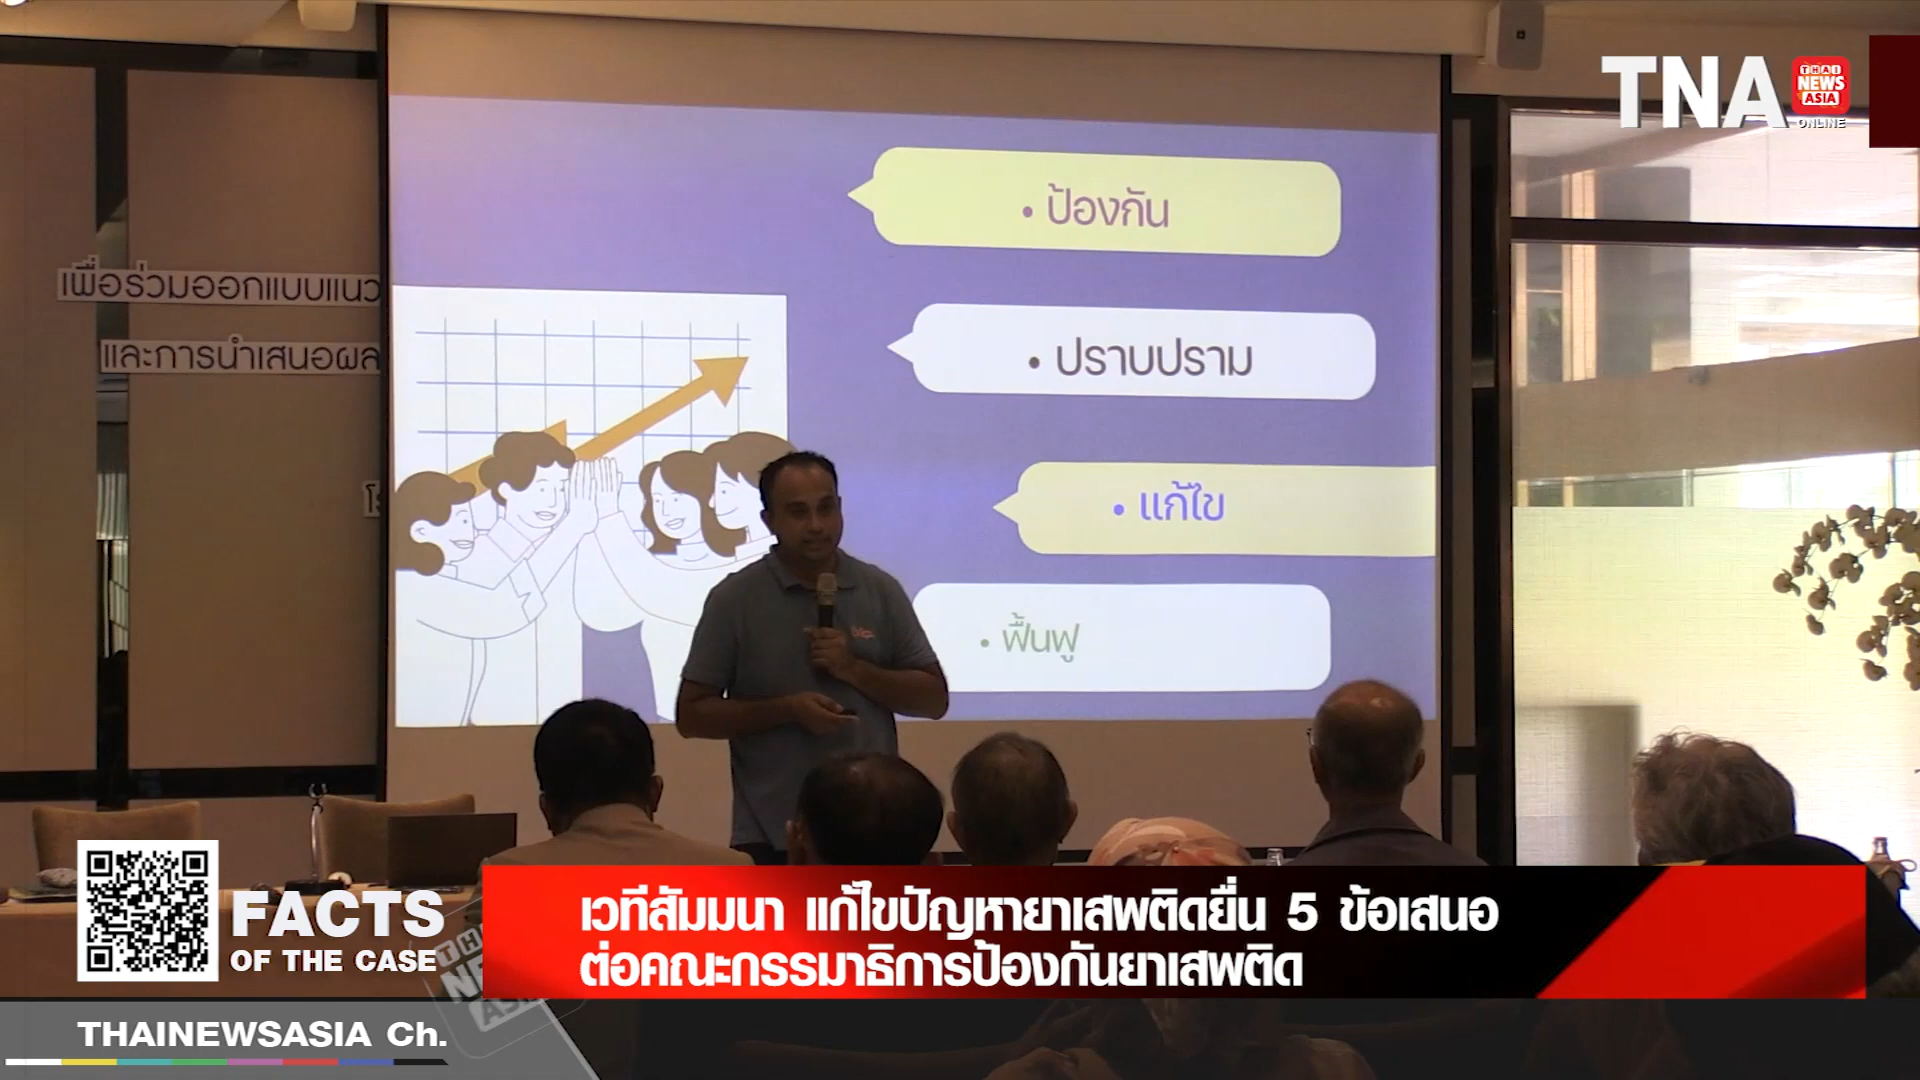 TNA
THAI
NEWS
ASIA
ONLINE
• ป้องกัน
เพื่อร่วมออกแบบแนว
• ปราบปราม
และการนำเสนอผล
• แก้ไข
• ฟื้นฟู
FACTS
OF THE CASE
เวทีสัมมนา แก้ไขปัญหายาเสพติดยื่น 5 ข้อเสนอ
ต่อคณะกรรมาธิการป้องกันยาเสพติด
THAINEWSASIA Ch.